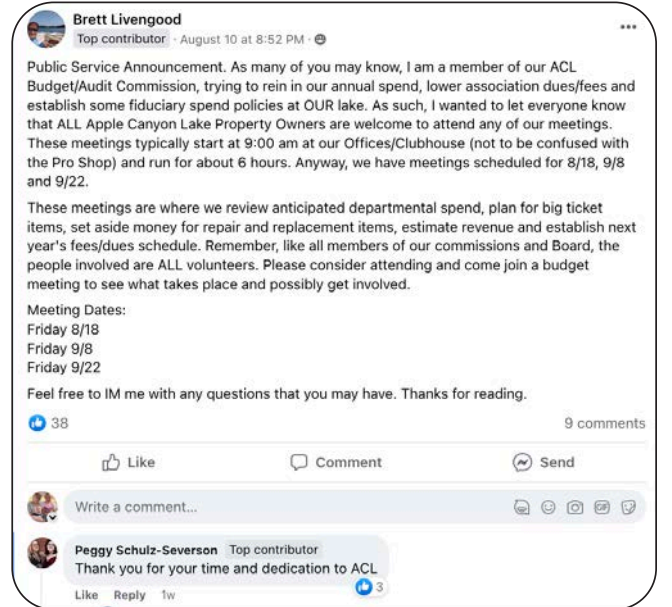 Brett Livengood
Top contributor · August 10 at 8:52 PM ·
Public Service Announcement. As many of you may know, I am a member of our ACL
Budget/Audit Commission, trying to rein in our annual spend, lower association dues/fees and
establish some fiduciary spend policies at OUR lake. As such, I wanted to let everyone know
that ALL Apple Canyon Lake Property Owners are welcome to attend any of our meetings.
These meetings typically start at 9:00 am at our Offices/Clubhouse (not to be confused with
the Pro Shop) and run for about 6 hours. Anyway, we have meetings scheduled for 8/18, 9/8
and 9/22.
These meetings are where we review anticipated departmental spend, plan for big ticket
items, set aside money for repair and replacement items, estimate revenue and establish next
year's fees/dues schedule. Remember, like all members of our commissions and Board, the
people involved are ALL volunteers. Please consider attending and come join a budget
meeting to see what takes place and possibly get involved.
Meeting Dates:
Friday 8/18
Friday 9/8
Friday 9/22
Feel free to IM me with any questions that you may have. Thanks for reading.
38 9 comments
Like Comment Send
Write a comment...
GIF
Peggy Schulz-Severson Top contributor
Thank you for your time and dedication to ACL
3
Like Reply 1w